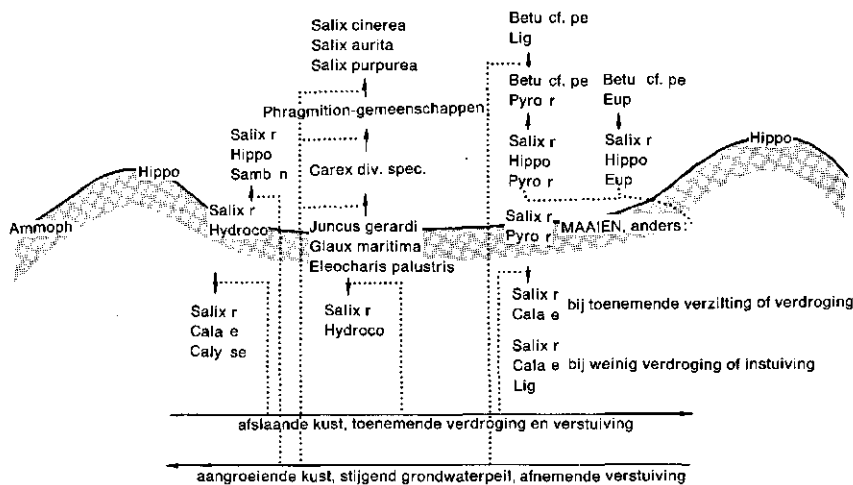 Salix cinerea
Salix aurita
Salix purpurea
Betu cf. pe
Lig
Betu cf. pe
Pyro r
Betu cf. pe
Eup
Phragmition-gemeenschappen
Salix r
Hippo
Samb n
Carex div. spec.
Salix r
Hippo
Pyro r
Salix r
Hippo
Eup
Hippo
Hippo
Ammoph
Salix r
Hydroco
Juncus gerardi
Glaux maritima
Eleocharis palustris
Salix r
Pyro r
MAAIEN, anders
Salix r
Cala e
Caly se
Salix r
Hydroco
Salix r
Cala e bij toenemende verzilting of verdroging
Salix r
Cala e bij weinig verdroging of instuiving
Lig
afslaande kust, toenemende verdroging en verstuiving
aangroeiende kust, stijgend grondwaterpeil, afnemende verstuiving